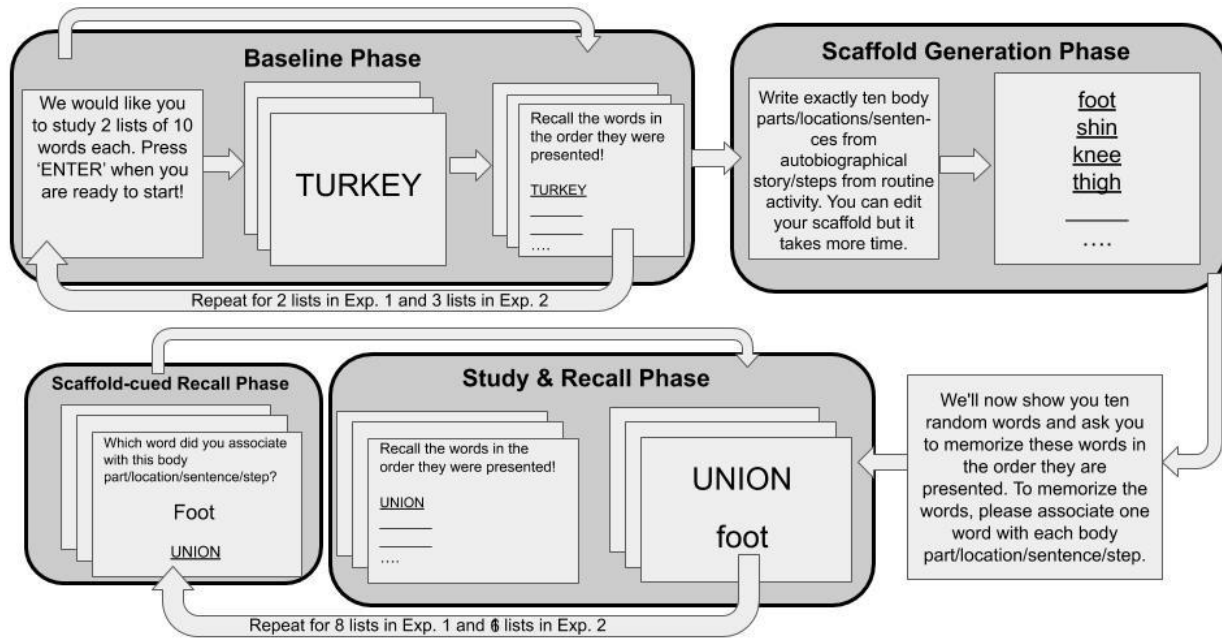 Baseline Phase
We would like you
to study 2 lists of 10
words each. Press
‘ENTER’ when you
are ready to start!
TURKEY
Recall the words in
the order they were
presented!
TURKEY
....
Repeat for 2 lists in Exp. 1 and 3 lists in Exp. 2
Scaffold Generation Phase
Write exactly ten body
parts/locations/senten-
ces from
autobiographical
story/steps from routine
activity. You can edit
your scaffold but it
takes more time.
foot
shin
knee
thigh
....
We'll now show you ten
random words and ask you
to memorize these words in
the order they are
presented. To memorize the
words, please associate one
word with each body
part/location/sentence/step.
Study & Recall Phase
UNION
foot
Recall the words in the
order they were presented!
UNION
....
Scaffold-cued Recall Phase
Which word did you associate
with this body
part/location/sentence/step?
Foot
UNION
Repeat for 8 lists in Exp. 1 and 6 lists in Exp. 2